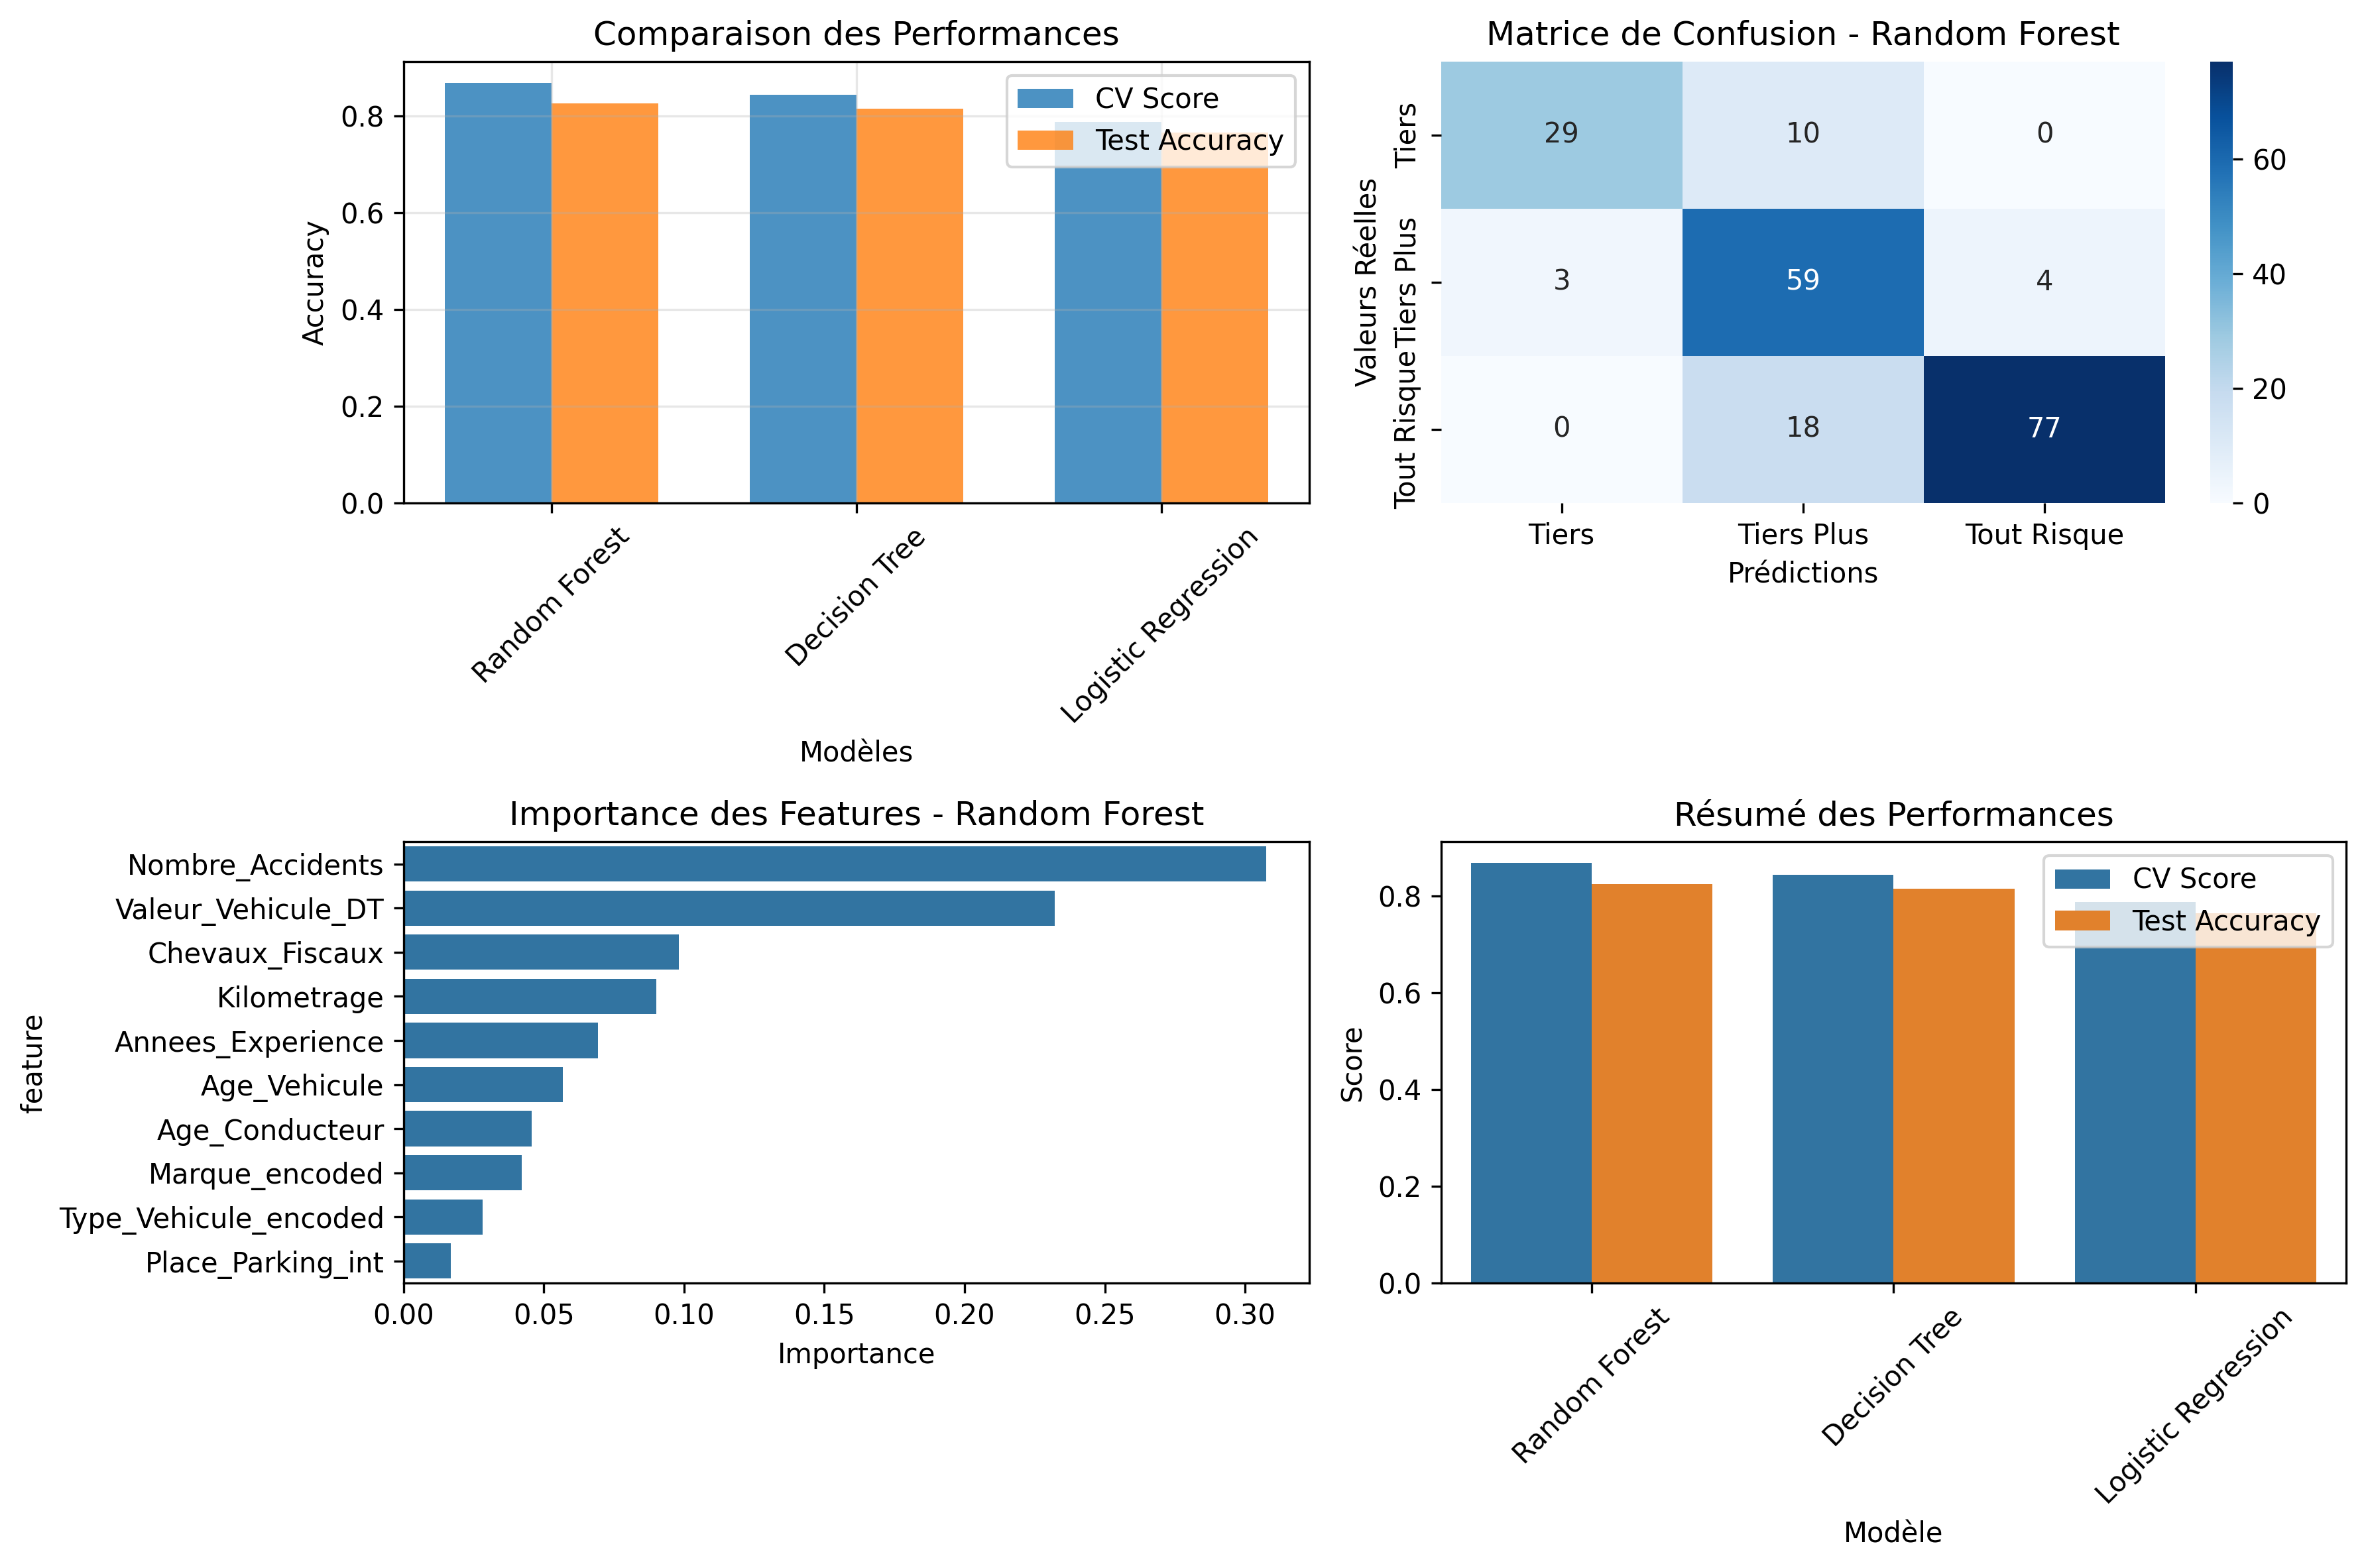 Comparaison des Performances
CV Score
Test Accuracy
0.8
0.6
0.4
0.2
0.0
Accuracy
Random Forest
Decision Tree
Logistic Regression
Modèles
Matrice de Confusion - Random Forest
Valeurs Réelles
Tiers
29 10 0
Tiers Plus
3 59 4
Tout Risque
0 18 77
Tiers Tiers Plus Tout Risque
Prédictions
60
40
20
0
Importance des Features - Random Forest
feature
Nombre_Accidents
Valeur_Vehicule_DT
Chevaux_Fiscaux
Kilometrage
Annees_Experience
Age_Vehicule
Age_Conducteur
Marque_encoded
Type_Vehicule_encoded
Place_Parking_int
0.00 0.05 0.10 0.15 0.20 0.25 0.30
Importance
Résumé des Performances
CV Score
Test Accuracy
0.8
0.6
0.4
0.2
0.0
Score
Random Forest
Decision Tree
Logistic Regression
Modèle